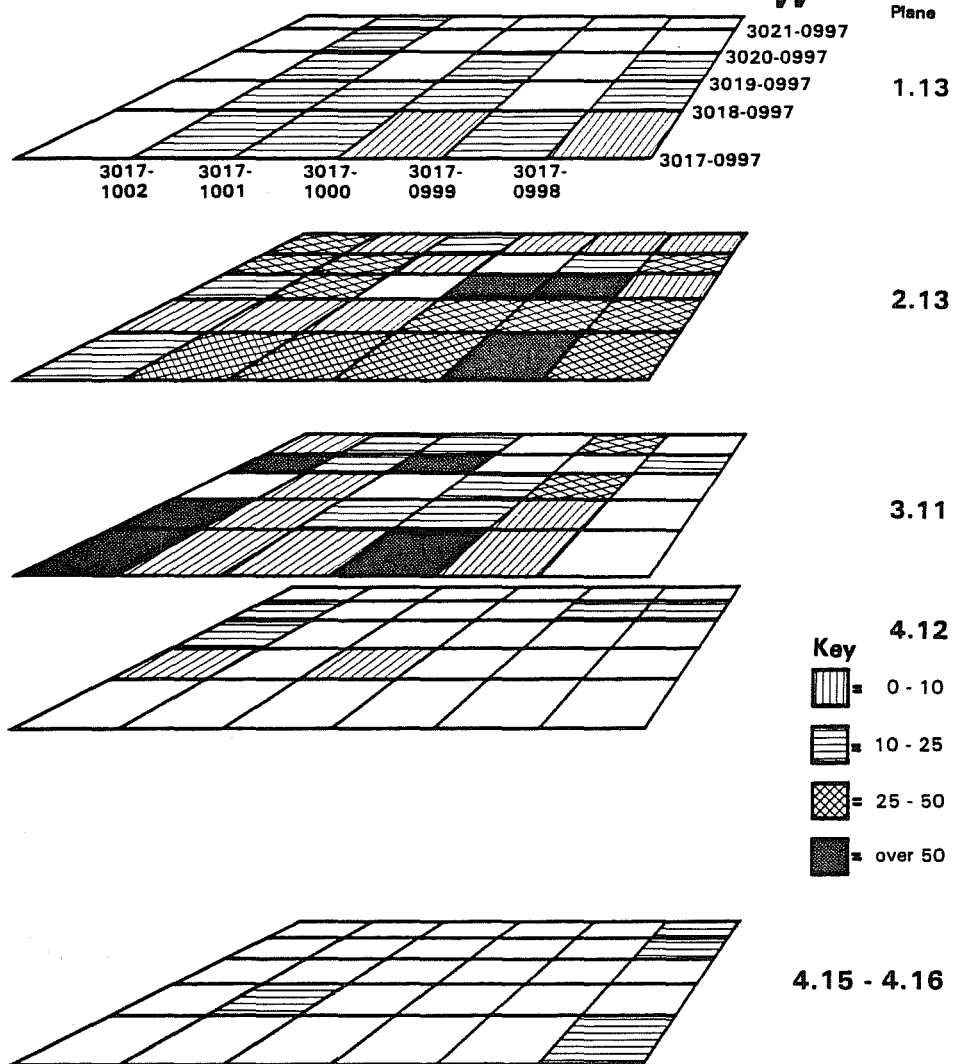 Plane
3021-0997
3020-0997
3019-0997
3018-0997
3017-0997
1.13
3017-
1002
3017-
1001
3017-
1000
3017-
0999
3017-
0998
2.13
3.11
4.12
Key
= 0 - 10
= 10 - 25
= 25 - 50
= over 50
4.15 - 4.16